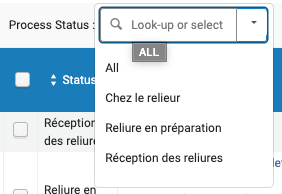 Process Status :
Look-up or select
ALL
All
Chez le relieur
Reliure en préparation
Réception des reliures
Status
Réception
des reliure
Reliure en